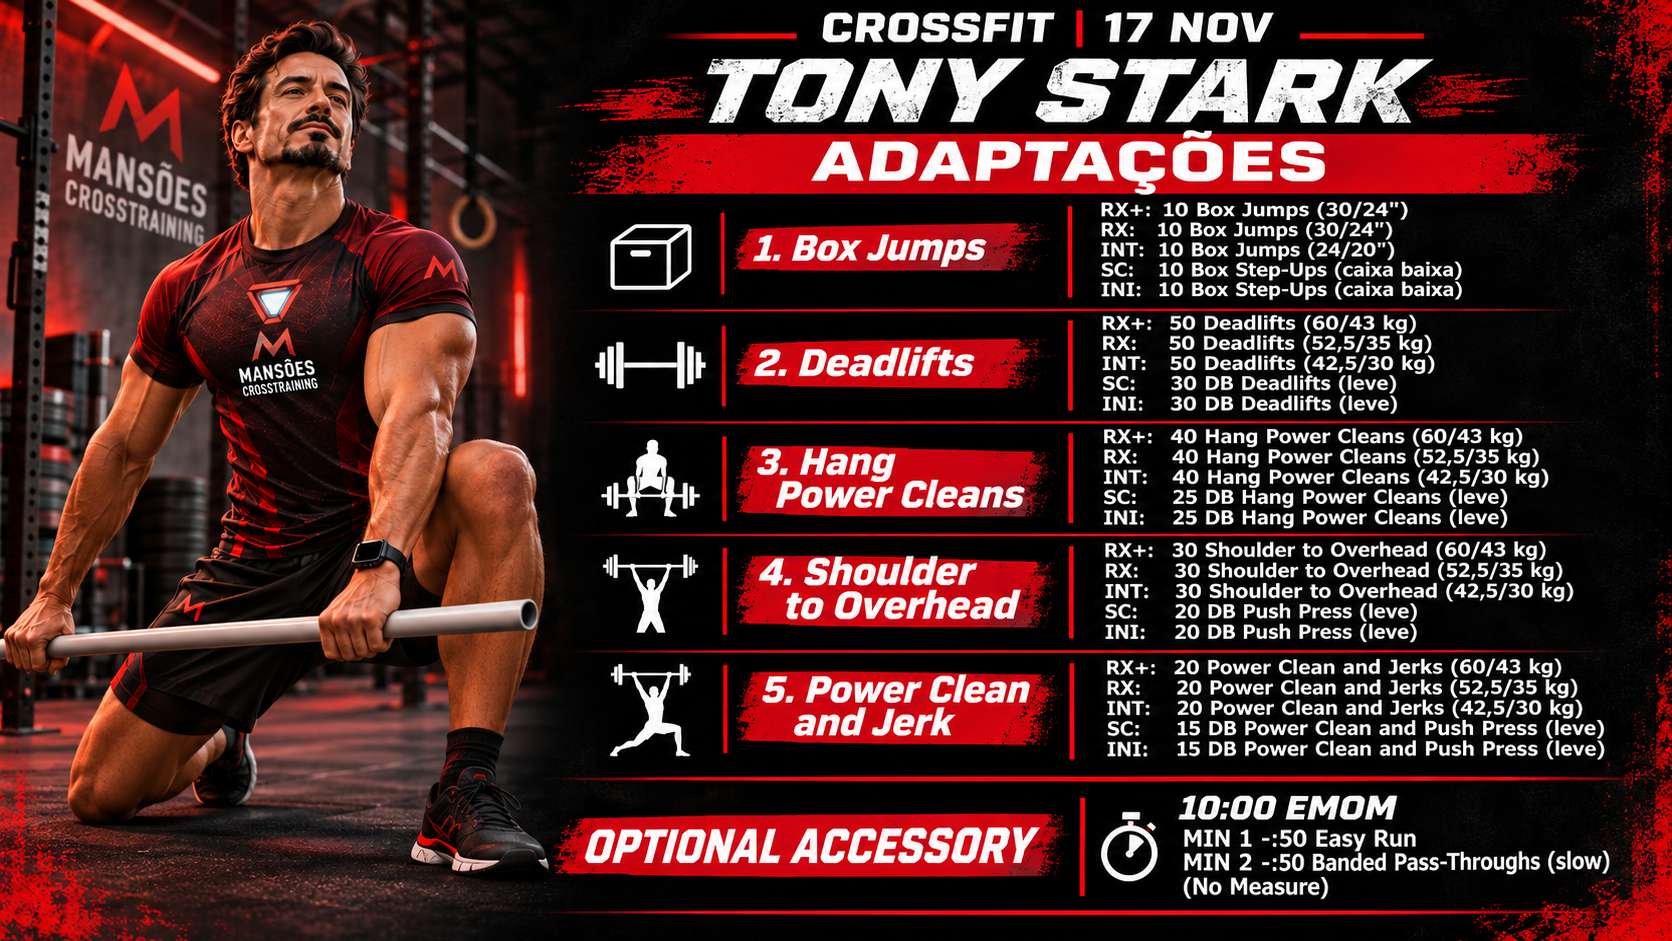 CROSSFIT | 17 NOV
TONY STARK
ADAPTAÇÕES
MANSÕES
CROSSTRAINING
MANSÕES
CROSSTRAINING
1. Box Jumps
RX+: 10 Box Jumps (30/24")
RX: 10 Box Jumps (30/24")
INT: 10 Box Jumps (24/20")
SC: 10 Box Step-Ups (caixa baixa)
INI: 10 Box Step-Ups (caixa baixa)
2. Deadlifts
RX+: 50 Deadlifts (60/43 kg)
RX: 50 Deadlifts (52,5/35 kg)
INT: 50 Deadlifts (42,5/30 kg)
SC: 30 DB Deadlifts (leve)
INI: 30 DB Deadlifts (leve)
3. Hang
Power Cleans
RX+: 40 Hang Power Cleans (60/43 kg)
RX: 40 Hang Power Cleans (52,5/35 kg)
INT: 40 Hang Power Cleans (42,5/30 kg)
SC: 25 DB Hang Power Cleans (leve)
INI: 25 DB Hang Power Cleans (leve)
4. Shoulder
to Overhead
RX+: 30 Shoulder to Overhead (60/43 kg)
RX: 30 Shoulder to Overhead (52,5/35 kg)
INT: 30 Shoulder to Overhead (42,5/30 kg)
SC: 20 DB Push Press (leve)
INI: 20 DB Push Press (leve)
5. Power Clean
and Jerk
RX+: 20 Power Clean and Jerks (60/43 kg)
RX: 20 Power Clean and Jerks (52,5/35 kg)
INT: 20 Power Clean and Jerks (42,5/30 kg)
SC: 15 DB Power Clean and Push Press (leve)
INI: 15 DB Power Clean and Push Press (leve)
OPTIONAL ACCESSORY
10:00 EMOM
MIN 1 -:50 Easy Run
MIN 2 -:50 Banded Pass-Throughs (slow)
(No Measure)